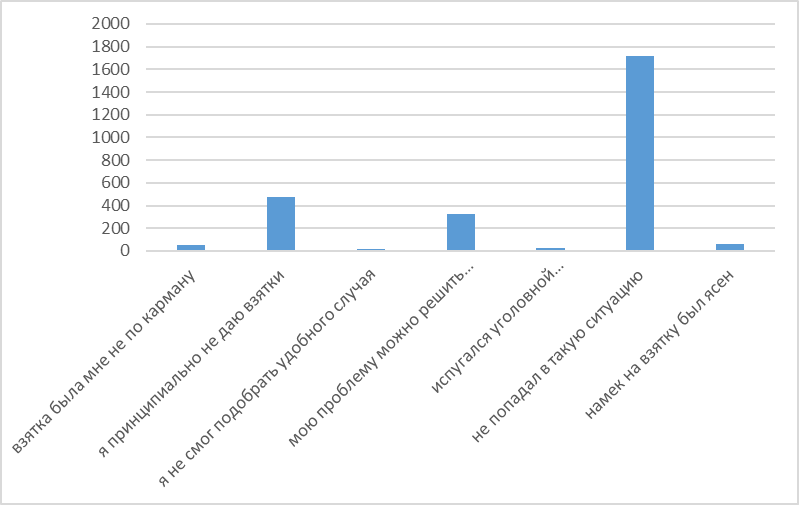 2000
1800
1600
1400
1200
1000
800
600
400
200
0
взятка была мне не по карману
я принципиально не даю взятки
я не смог подобрать удобного случая
мою проблему можно решить…
испугался уголовной…
не попадал в такую ситуацию
намек на взятку был ясен